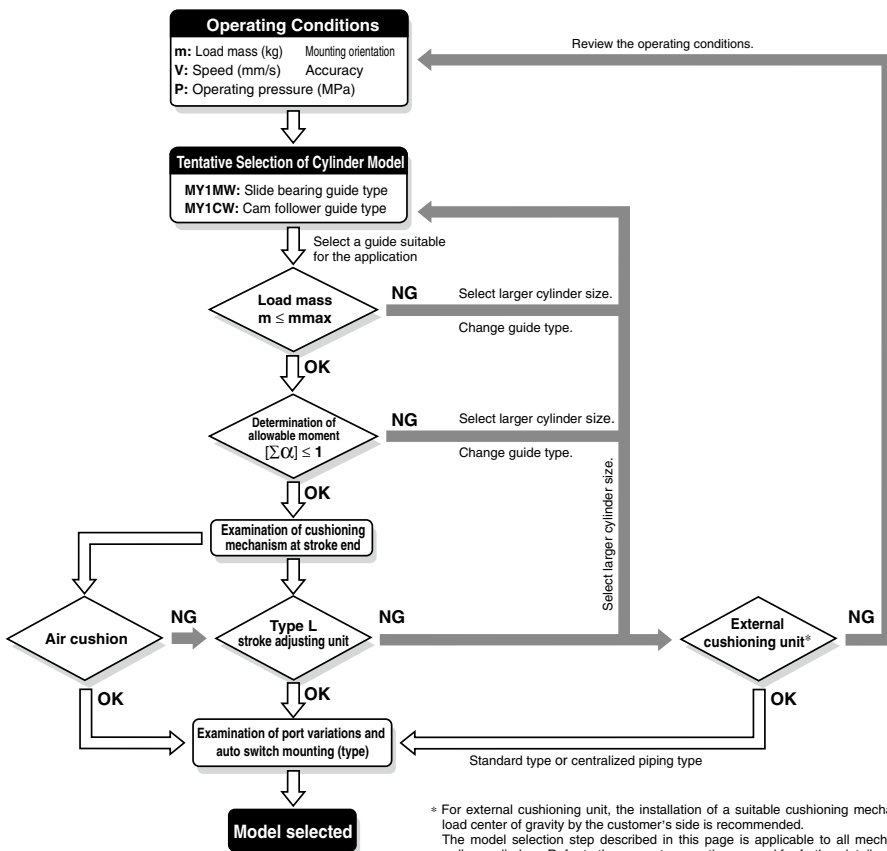 Operating Conditions
m: Load mass (kg) Mounting orientation
V: Speed (mm/s) Accuracy
P: Operating pressure (MPa)
Review the operating conditions.
Tentative Selection of Cylinder Model
MY1MW: Slide bearing guide type
MY1CW: Cam follower guide type
Select a guide suitable
for the application
Load mass
m ≤ mmax
NG
Select larger cylinder size.
Change guide type.
OK
Determination of
allowable moment
[Σα] ≤ 1
NG
Select larger cylinder size.
Change guide type.
OK
Select larger cylinder size.
Examination of cushioning
mechanism at stroke end
Air cushion
NG
Type L
stroke adjusting unit
NG
External
cushioning unit*
NG
OK
OK
OK
Examination of port variations and
auto switch mounting (type)
Standard type or centralized piping type
Model selected
* For external cushioning unit, the installation of a suitable cushioning
load center of gravity by the customer's side is recommended.
The model selection step described in this page is applicable to all